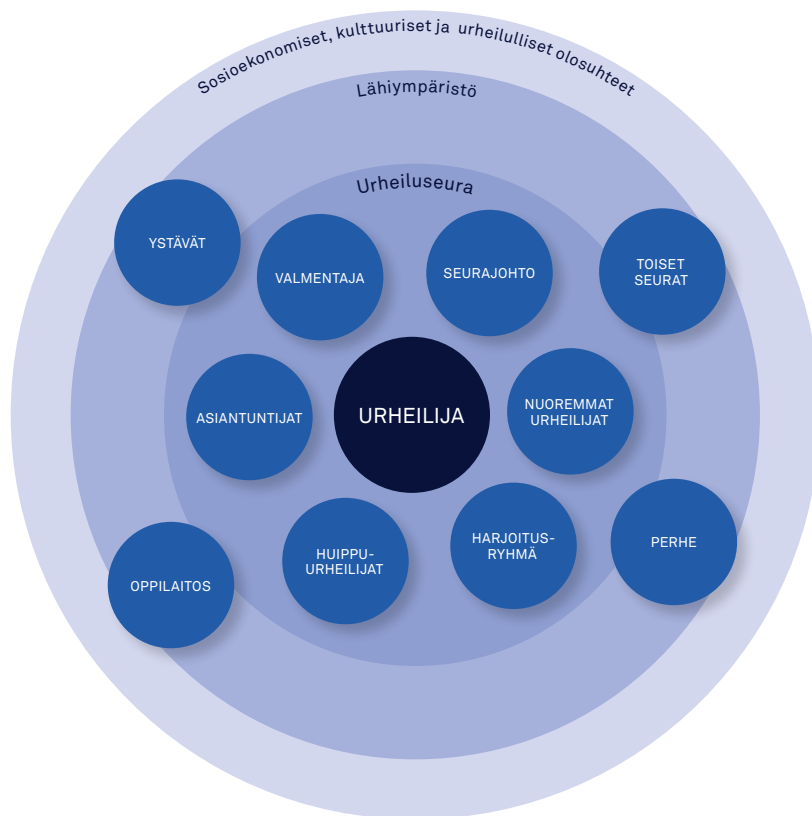 Sosioekonomiset, kulttuuriset ja urheilulliset olosuhteet
Lähiympäristö
Urheiluseura
YSTÄVÄT
VALMENTAJA
SEURAJOHTO
TOISET
SEURAT
ASIANTUNTIJAT
URHEILIJA
NUOREMMAT
URHEILIJAT
OPPILAITOS
HUIPPU-
URHEILIJAT
HARJOITUS-
RYHMÄ
PERHE